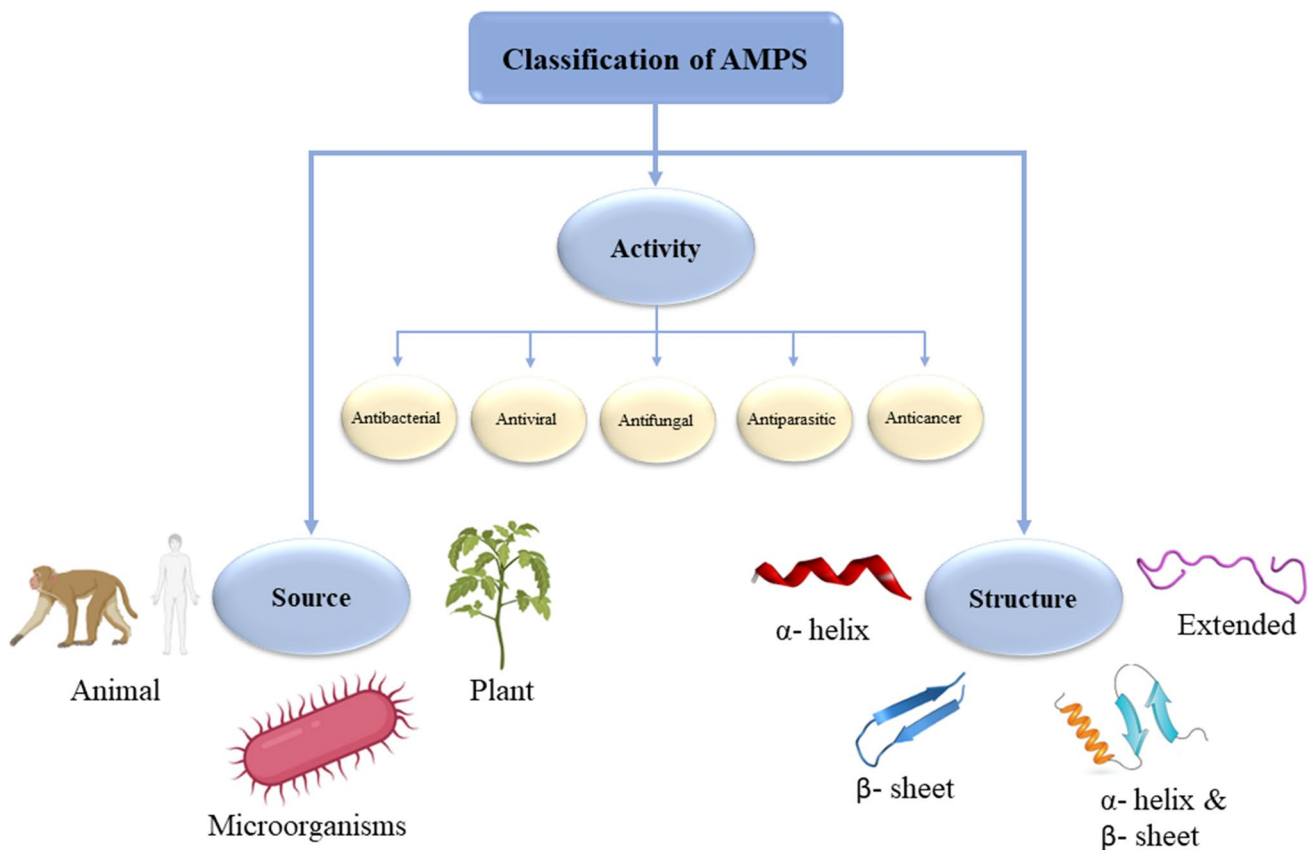 Classification of AMPS
Activity
Antibacterial
Antiviral
Antifungal
Antiparasitic
Anticancer
Source
Animal
Plant
Microorganisms
Structure
α- helix
Extended
β- sheet
α- helix &
β- sheet